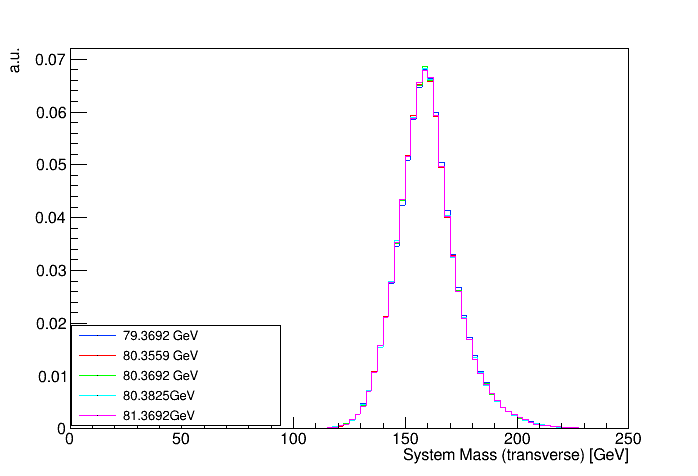 a.u.
0.07
0.06
0.05
0.04
0.03
0.02
0.01
0
79.3692 GeV
80.3559 GeV
80.3692 GeV
80.3825GeV
81.3692GeV
0 50 100 150 200 250
System Mass (transverse) [GeV]